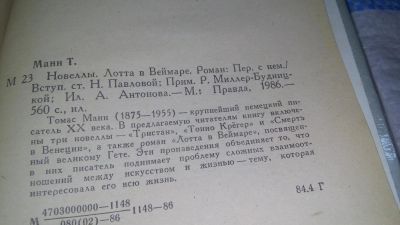 Манн Т.
М 23 Новеллы. Лотта в Веймаре. Роман: Пер. с нем./
Вступ. ст. Н. Павловой; Прим. Р. Миллер-Будниц-
кой; Ил. А. Антонова.—М.: Правда, 1986.—
560 с., ил.
Томас Манн (1875—1955) — крупнейший немецкий пи-
сатель XX века. В предлагаемую читателям книгу включе-
ны три новеллы — «Тристан», «Тонио Крёгер» и «Смерть
в Венеции», а также роман «Лотта в Веймаре», посвящен-
ный великому Гете. Эти произведения объединяет то, что
в них писатель поднимает проблему сложных взаимоот-
ношений между искусством и жизнью — тему, которая
интересовала его всю жизнь.
М 4703000000—1148
080(02)—86 1148—86
84.4 Г